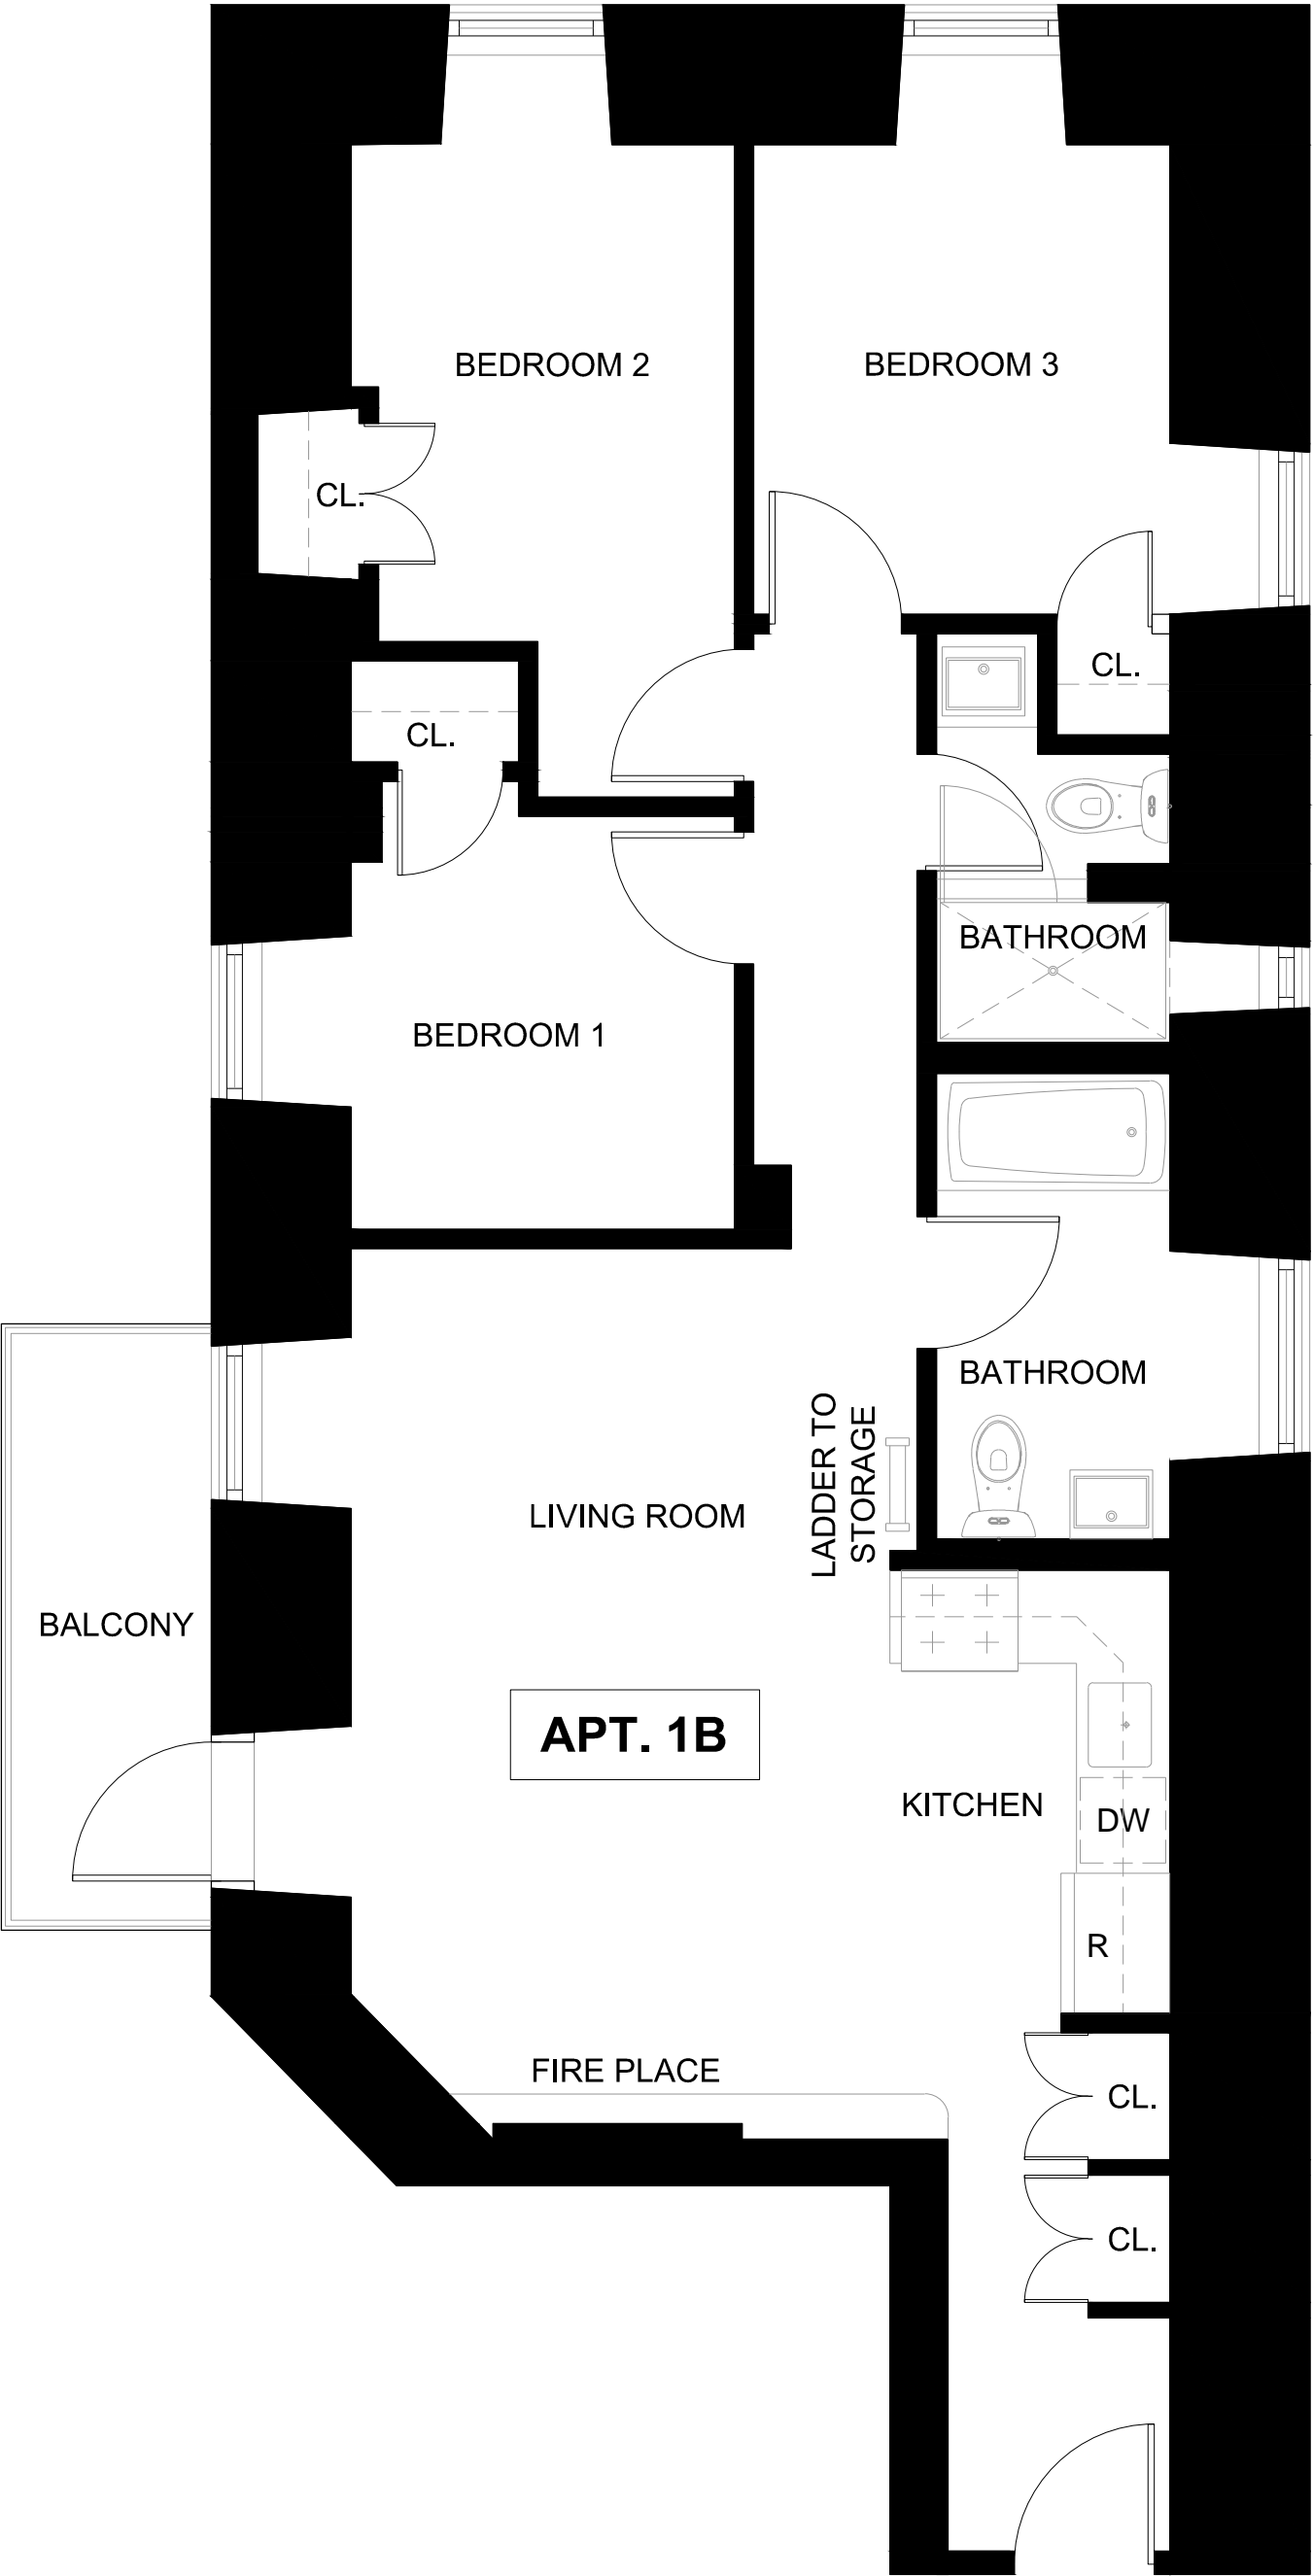 BEDROOM 2
BEDROOM 3
CL.
CL.
CL.
BATHROOM
BEDROOM 1
BATHROOM
LADDER TO
STORAGE
LIVING ROOM
BALCONY
APT. 1B
KITCHEN
DW
R
FIRE PLACE
CL.
CL.